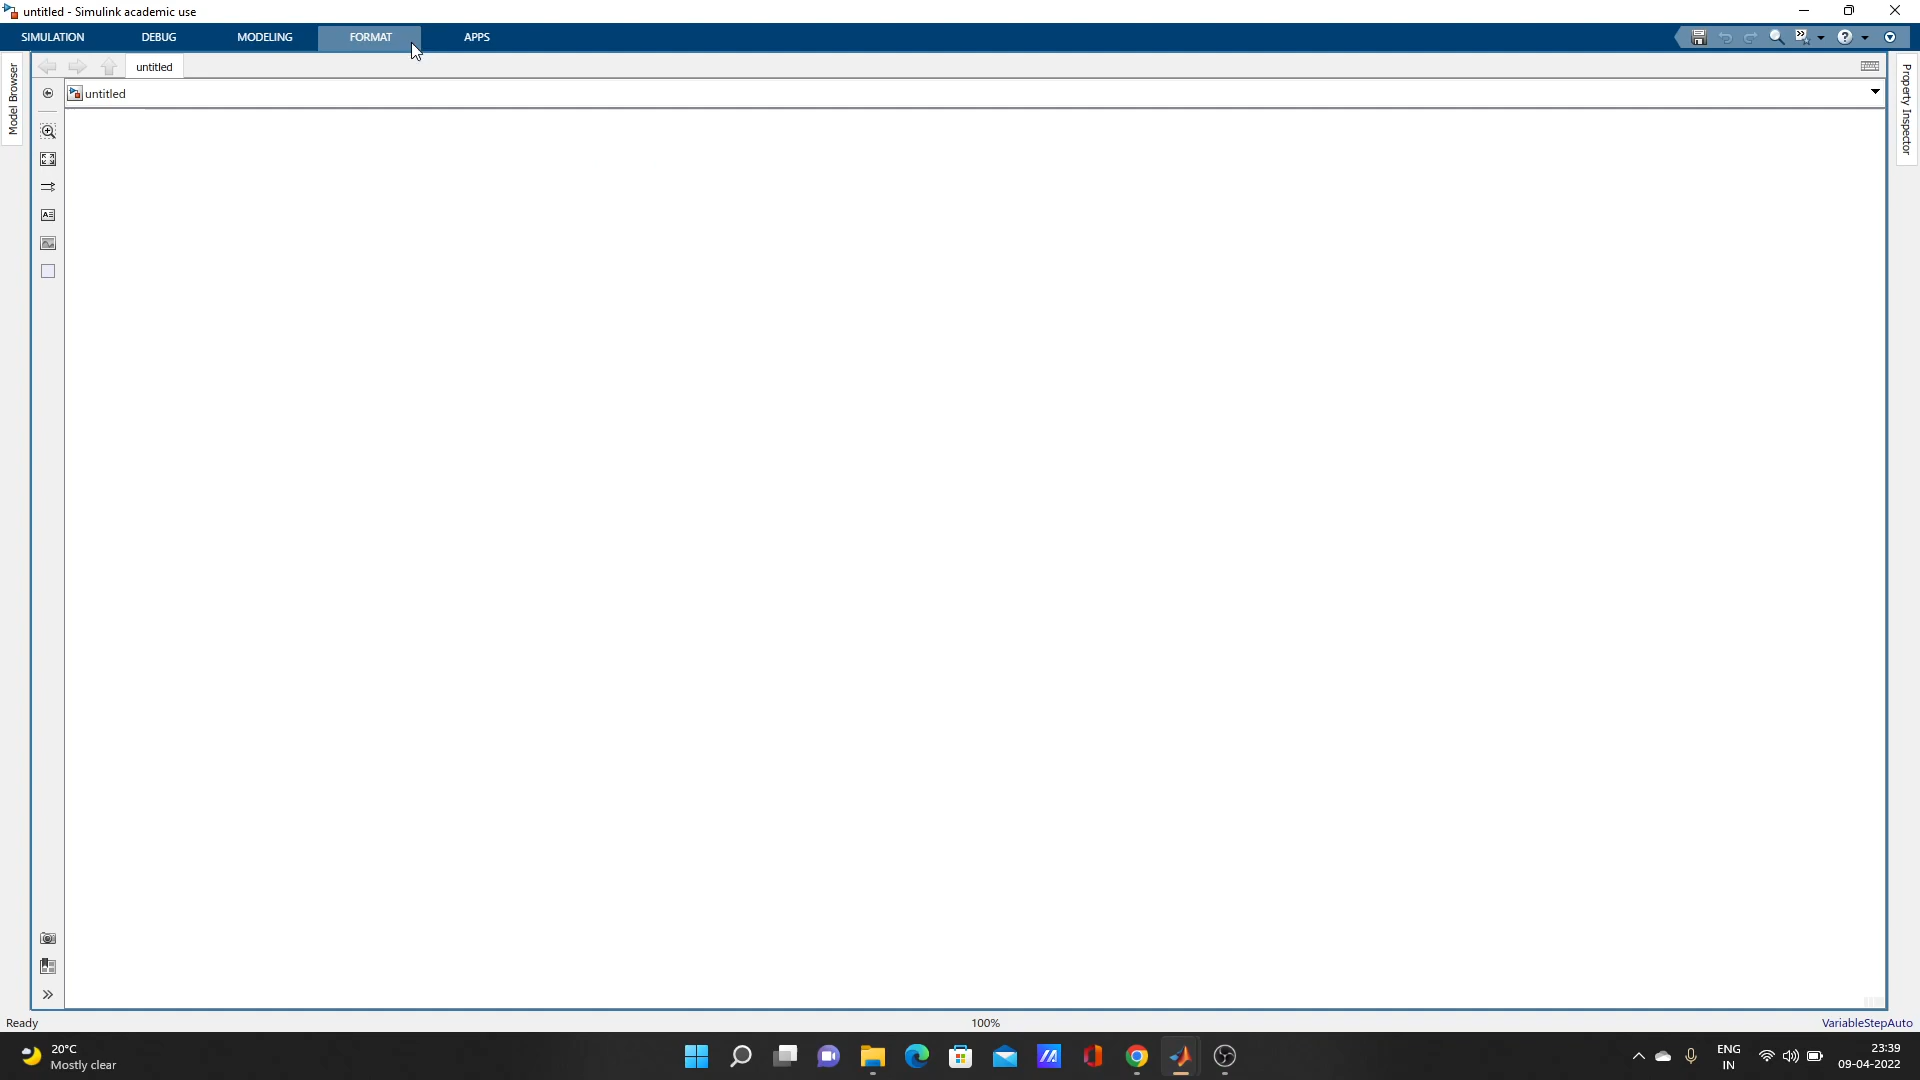 untitled - Simulink academic use
SIMULATION
DEBUG
MODELING
FORMAT
APPS
Model Browser
untitled
Property Inspector
untitled
Ready
100%
VariableStepAuto
20°C
Mostly clear
ENG
IN
23:39
09-04-2022